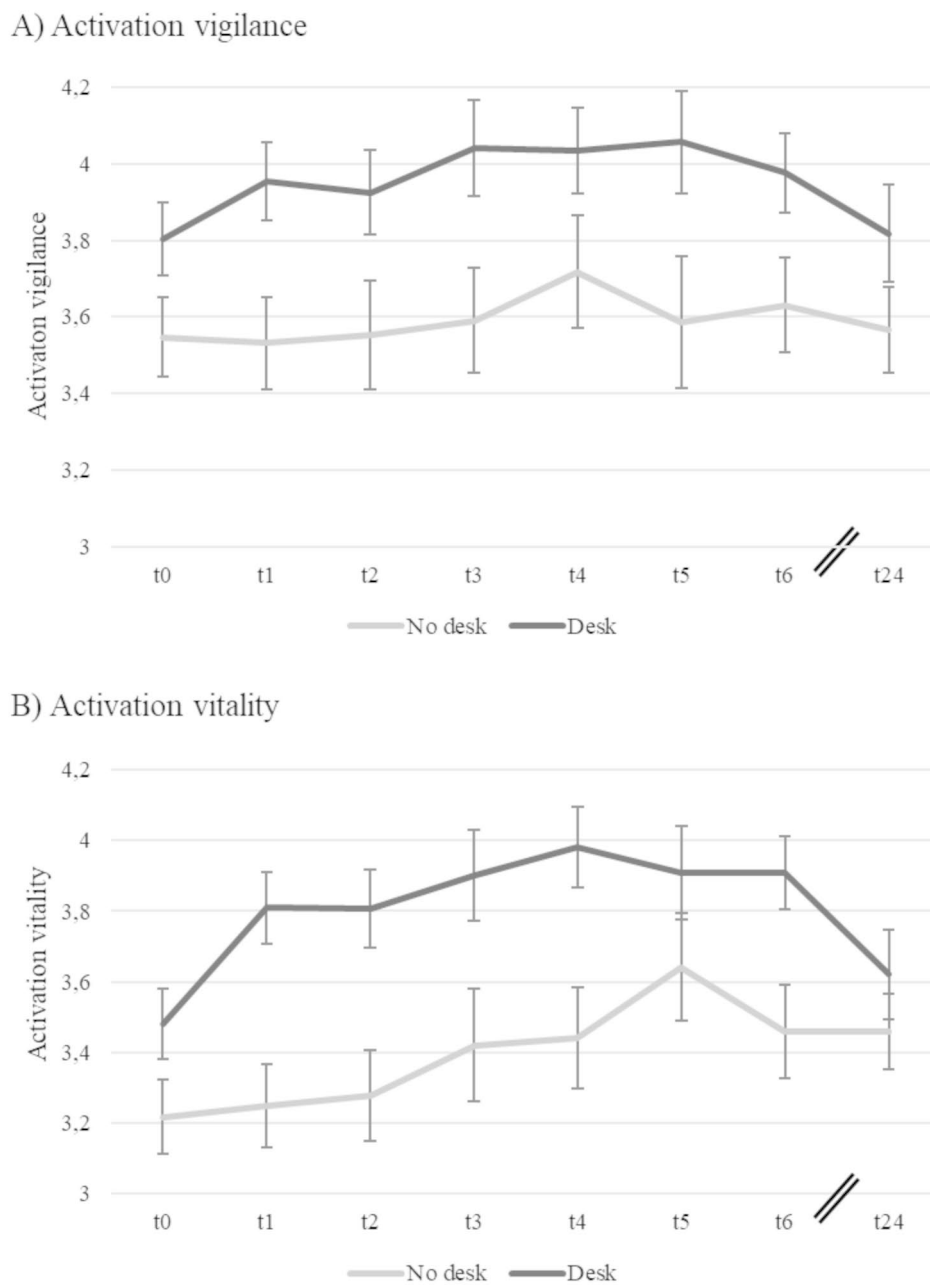 A) Activation vigilance
4,2
4
3,8
3,6
3,4
3,2
3
Activaton vigilance
t0 t1 t2 t3 t4 t5 t6 t24
No desk Desk
B) Activation vitality
4,2
4
3,8
3,6
3,4
3,2
3
Activation vitality
t0 t1 t2 t3 t4 t5 t6 t24
No desk Desk